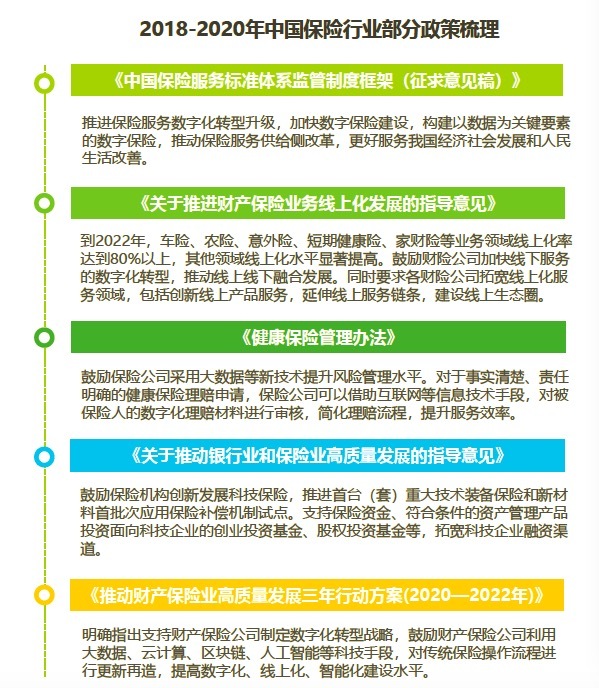 2018-2020年中国保险行业部分政策梳理
《中国保险服务标准体系监管制度框架（征求意见稿）》
推进保险服务数字化转型升级，加快数字保险建设，构建以数据为关键要素
的数字保险，推动保险服务供给侧改革，更好服务我国经济社会发展和人民
生活改善。
《关于推进财产保险业务线上化发展的指导意见》
到2022年，车险、农险、意外险、短期健康险、家财险等业务领域线上化率
达到80%以上，其他领域线上化水平显著提高。鼓励财险公司加快线下服务
的数字化转型，推动线上线下融合发展。同时要求各财险公司拓宽线上化服
务领域，包括创新线上产品服务，延伸线上服务链条，建设线上生态圈。
《健康保险管理办法》
鼓励保险公司采用大数据等新技术提升风险管理水平。对于事实清楚、责任
明确的健康保险理赔申请，保险公司可以借助互联网等信息技术手段，对被
保险人的数字化理赔材料进行审核，简化理赔流程，提升服务效率。
《关于推动银行业和保险业高质量发展的指导意见》
鼓励保险机构创新发展科技保险，推进首台（套）重大技术装备保险和新材
料首批次应用保险补偿机制试点。支持保险资金、符合条件的资产管理产品
投资面向科技企业的创业投资基金、股权投资基金等，拓宽科技企业融资渠
道。
《推动财产保险业高质量发展三年行动方案(2020—2022年)》
明确指出支持财产保险公司制定数字化转型战略，鼓励财产保险公司利用
大数据、云计算、区块链、人工智能等科技手段，对传统保险操作流程进
行更新再造，提高数字化、线上化、智能化建设水平。